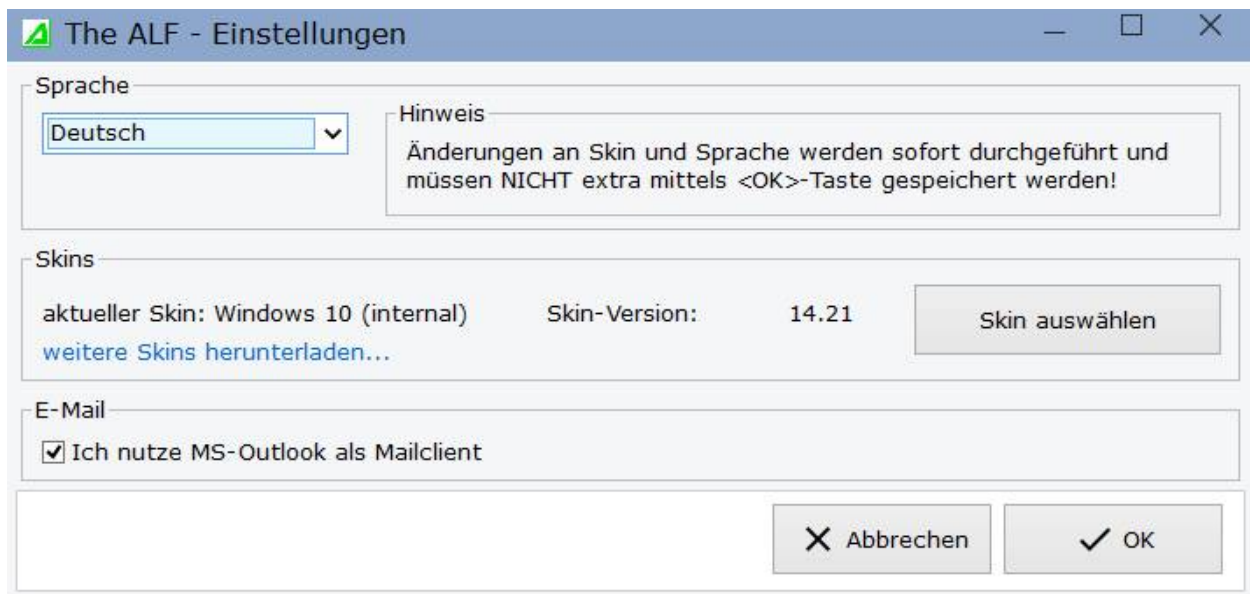 The ALF - Einstellungen
Sprache
Deutsch
Hinweis
Änderungen an Skin und Sprache werden sofort durchgeführt und
müssen NICHT extra mittels <OK>-Taste gespeichert werden!
Skins
aktueller Skin: Windows 10 (internal) Skin-Version: 14.21 Skin auswählen
weitere Skins herunterladen...
E-Mail
Ich nutze MS-Outlook als Mailclient
Abbrechen OK